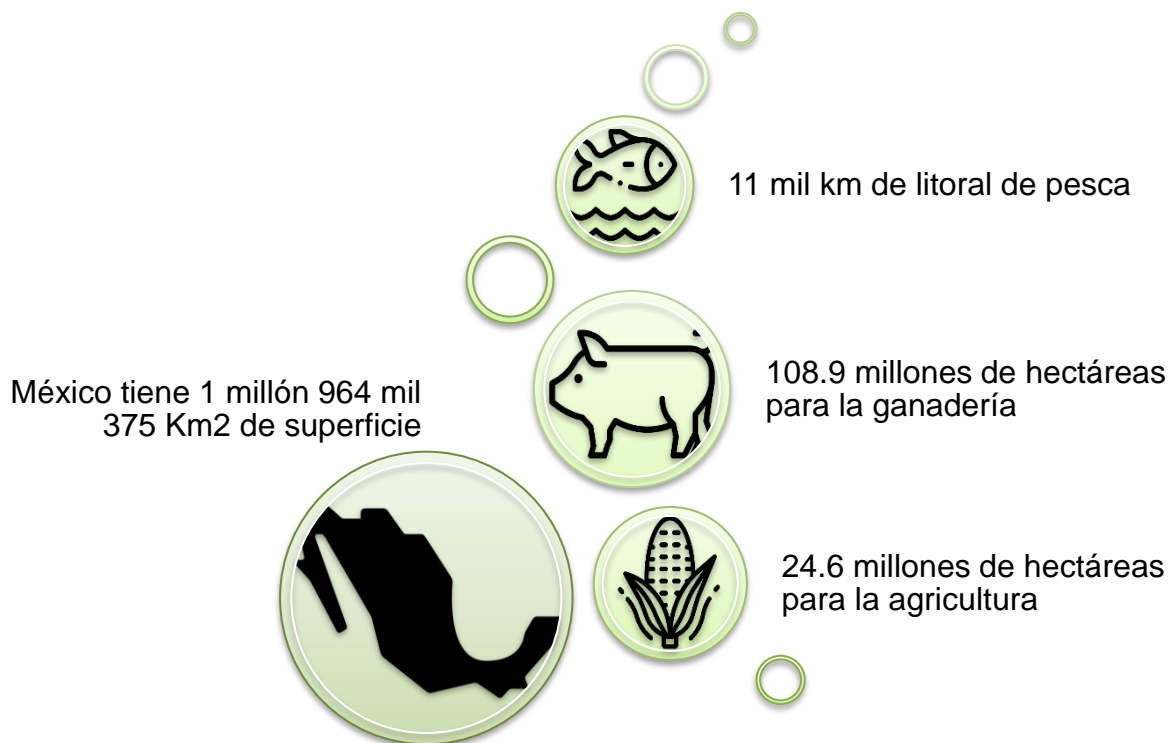 11 mil km de litoral de pesca
México tiene 1 millón 964 mil
375 Km2 de superficie
108.9 millones de hectáreas
para la ganadería
24.6 millones de hectáreas
para la agricultura